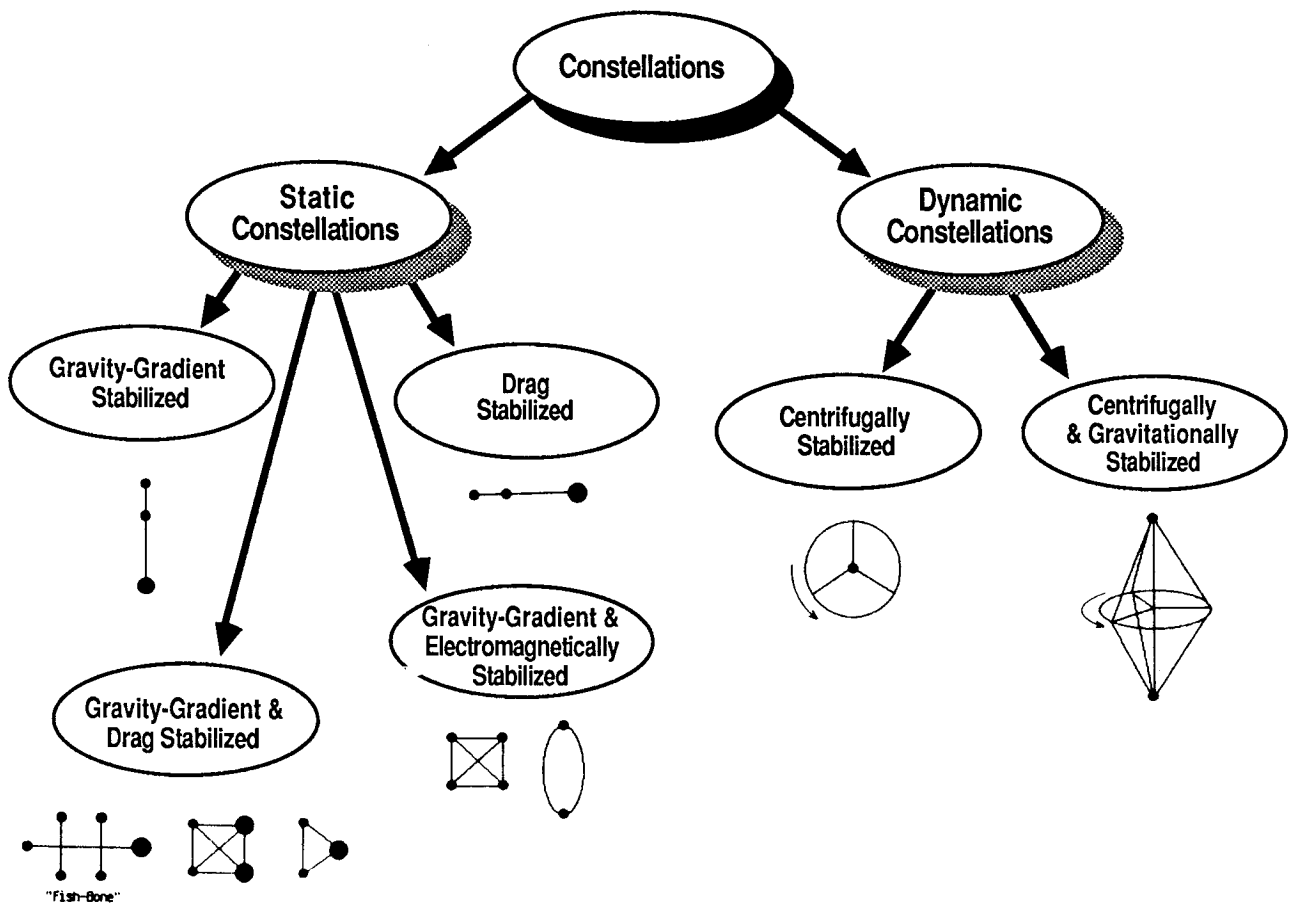 Constellations
Static
Constellations
Dynamic
Constellations
Gravity-Gradient
Stabilized
Drag
Stabilized
Centrifugally
Stabilized
Centrifugally
& Gravitationally
Stabilized
Gravity-Gradient &
Electromagnetically
Stabilized
Gravity-Gradient &
Drag Stabilized
"Fish-Bone"